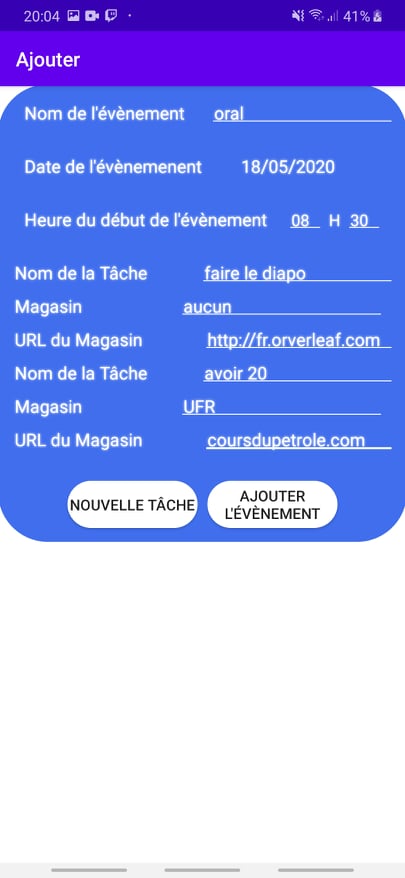 20:04 41%
Ajouter
Nom de l'évènement oral
Date de l'évènemenent 18/05/2020
Heure du début de l'évènement 08 H 30
Nom de la Tâche faire le diapo
Magasin aucun
URL du Magasin http://fr.orverleaf.com
Nom de la Tâche avoir 20
Magasin UFR
URL du Magasin coursdupetrole.com
NOUVELLE TÂCHE
AJOUTER
L'ÉVÈNEMENT